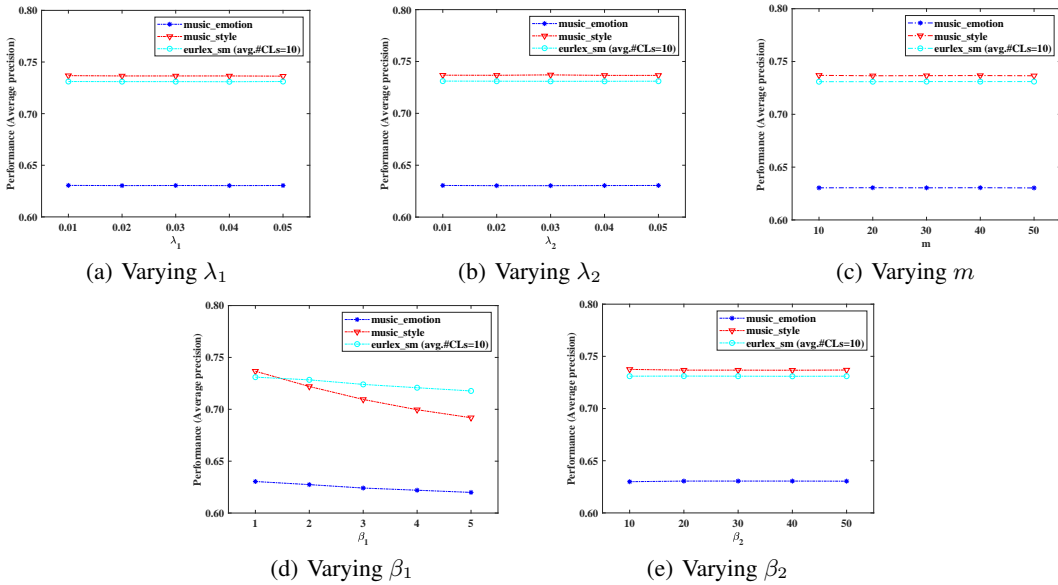 0.80
0.75
0.70
0.65
0.60
Performance (Average precision)
music_emotion
music_style
eurlex_sm (avg.#CLs=10)
0.01 0.02 0.03 0.04 0.05
λ1
(a) Varying λ1
0.80
0.75
0.70
0.65
0.60
Performance (Average precision)
music_emotion
music_style
eurlex_sm (avg.#CLs=10)
0.01 0.02 0.03 0.04 0.05
λ2
(b) Varying λ2
0.80
0.75
0.70
0.65
0.60
Performance (Average precision)
music_emotion
music_style
eurlex_sm (avg.#CLs=10)
10 20 30 40 50
m
(c) Varying m
0.80
0.75
0.70
0.65
0.60
Performance (Average precision)
music_emotion
music_style
eurlex_sm (avg.#CLs=10)
1 2 3 4 5
β1
(d) Varying β1
0.80
0.75
0.70
0.65
0.60
Performance (Average precision)
music_emotion
music_style
eurlex_sm (avg.#CLs=10)
10 20 30 40 50
β2
(e) Varying β2